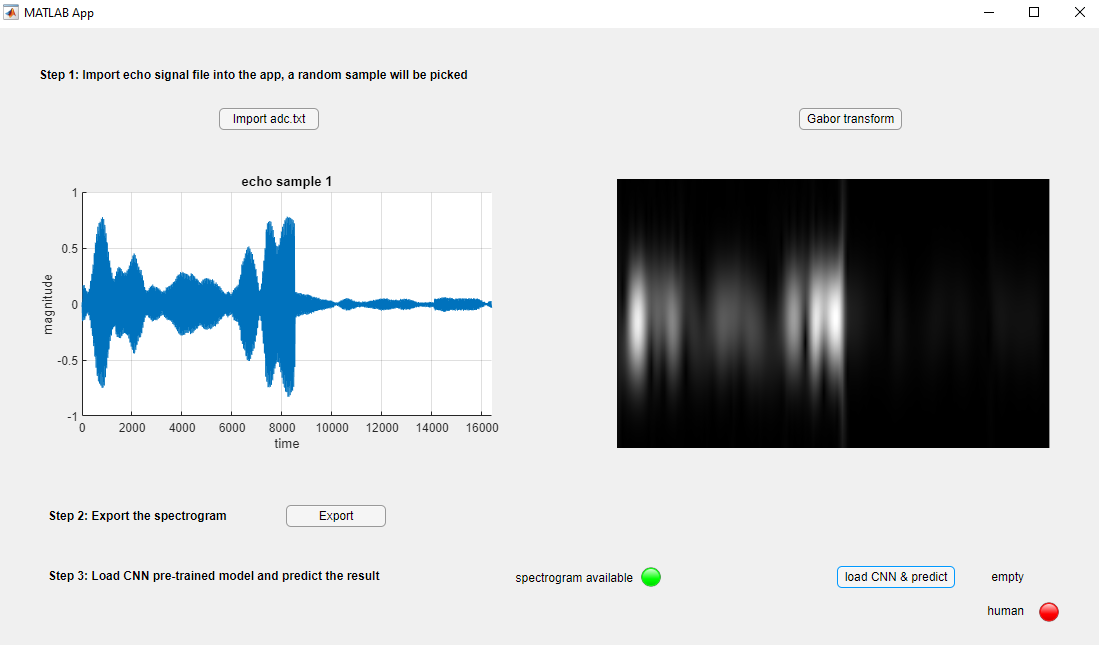 MATLAB App
Step 1: Import echo signal file into the app, a random sample will be picked
Import adc.txt
Gabor transform
echo sample 1
magnitude
1
0.5
0
-0.5
-1
0 2000 4000 6000 8000 10000 12000 14000 16000
time
Step 2: Export the spectrogram
Export
Step 3: Load CNN pre-trained model and predict the result
spectrogram available
load CNN & predict
empty
human